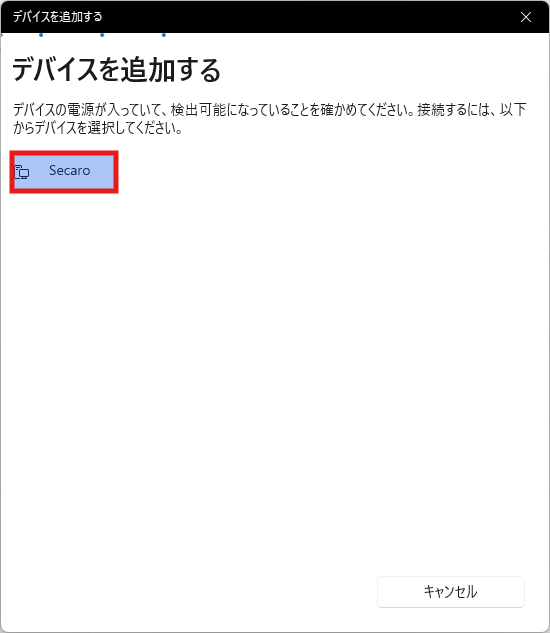 デバイスを追加する
デバイスを追加する
デバイスの電源が入っていて、検出可能になっていることを確かめてください。接続するには、以下
からデバイスを選択してください。
Secaro
キャンセル